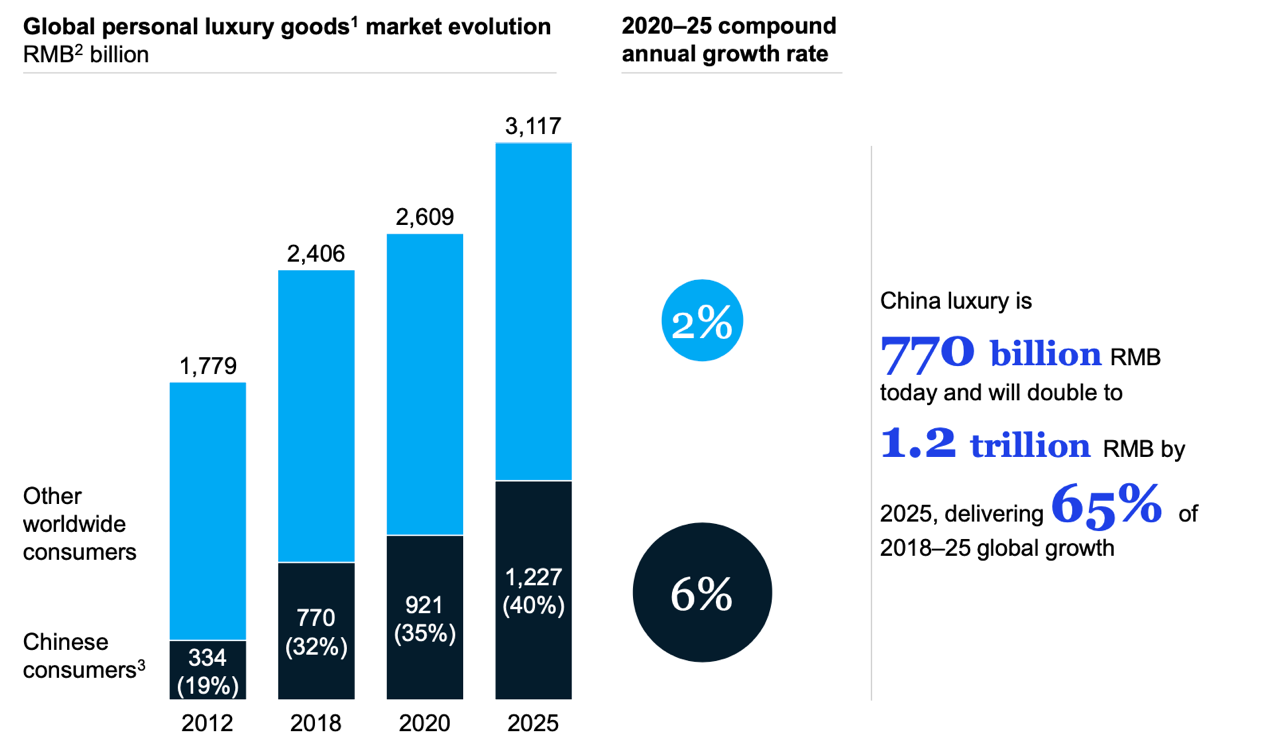 Global personal luxury goods¹ market evolution
RMB² billion
2020–25 compound
annual growth rate
3,117
2,609
2,406
1,779
2%
Other
worldwide
consumers
Chinese
consumers³
334
(19%)
770
(32%)
921
(35%)
1,227
(40%)
6%
2012
2018
2020
2025
China luxury is
770 billion RMB
today and will double to
1.2 trillion RMB by
2025, delivering 65% of
2018–25 global growth